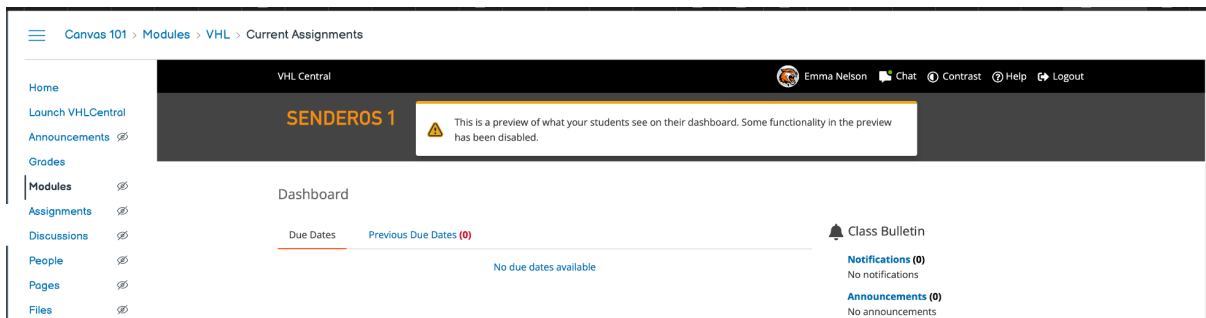 Canvas 101 > Modules > VHL > Current Assignments
Home
Launch VHLCentral
Announcements
Grades
Modules
Assignments
Discussions
People
Pages
Files
VHL Central
Emma Nelson Chat Contrast Help Logout
SENDEROS 1
This is a preview of what your students see on their dashboard. Some functionality in the preview
has been disabled.
Dashboard
Due Dates Previous Due Dates (0)
No due dates available
Class Bulletin
Notifications (0)
No notifications
Announcements (0)
No announcements